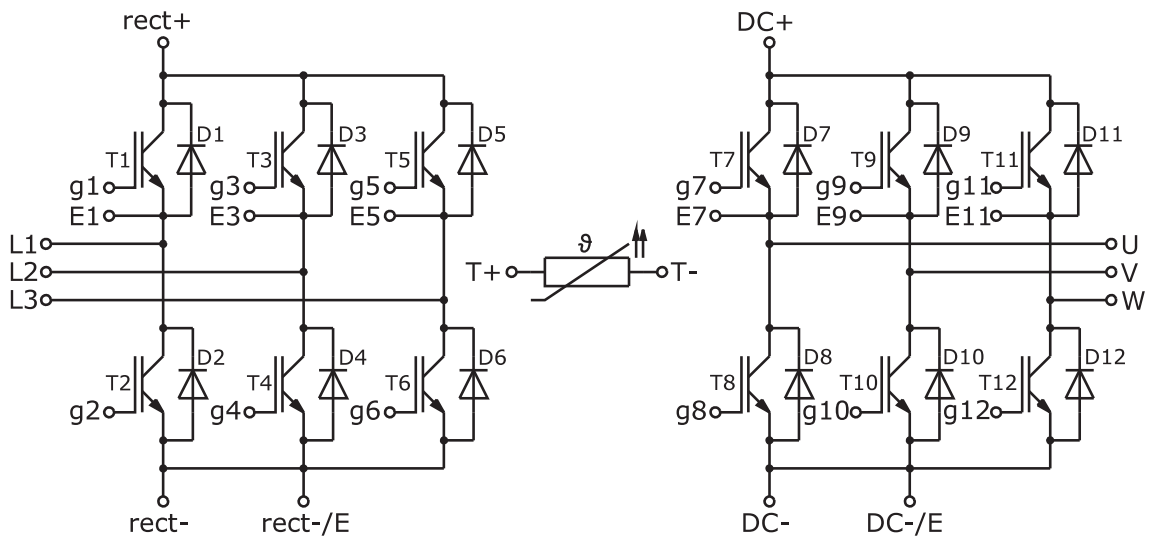 rect+ DC+
D1 D3 D5 D7 D9 D11
T1 T3 T5 T7 T9 T11
g1 g3 g5 g7 g9 g11
E1 E3 E5 E7 E9 E11
L1 ϑ U
L2 T+ T- V
L3 W
D2 D4 D6 D8 D10 D12
T2 T4 T6 T8 T10 T12
g2 g4 g6 g8 g10 g12
rect- rect-/E DC- DC-/E